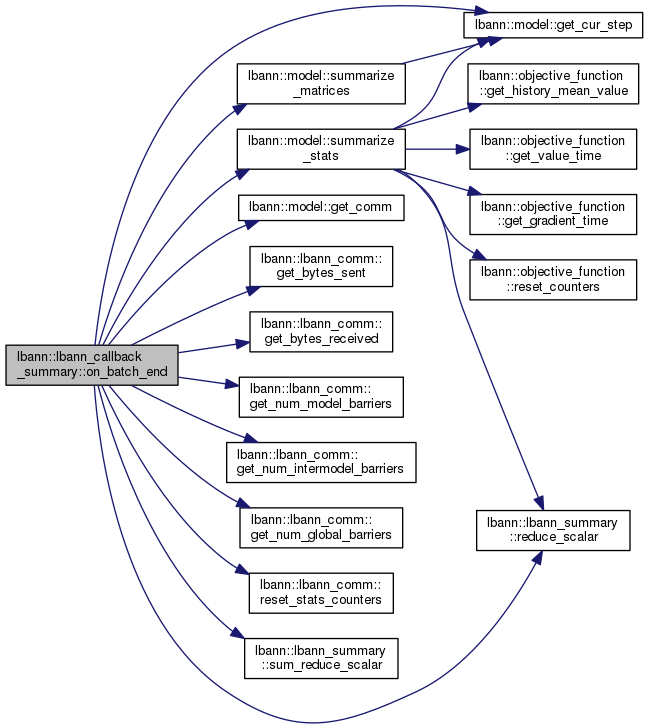 lbann::model::get_cur_step
lbann::model::summarize
_matrices
lbann::objective_function
::get_history_mean_value
lbann::model::summarize
_stats
lbann::objective_function
::get_value_time
lbann::model::get_comm
lbann::objective_function
::get_gradient_time
lbann::lbann_comm::
get_bytes_sent
lbann::objective_function
::reset_counters
lbann::lbann_comm::
get_bytes_received
lbann::lbann_callback
_summary::on_batch_end
lbann::lbann_comm::
get_num_model_barriers
lbann::lbann_comm::
get_num_intermodel_barriers
lbann::lbann_comm::
get_num_global_barriers
lbann::lbann_summary
::reduce_scalar
lbann::lbann_comm::
reset_stats_counters
lbann::lbann_summary
::sum_reduce_scalar